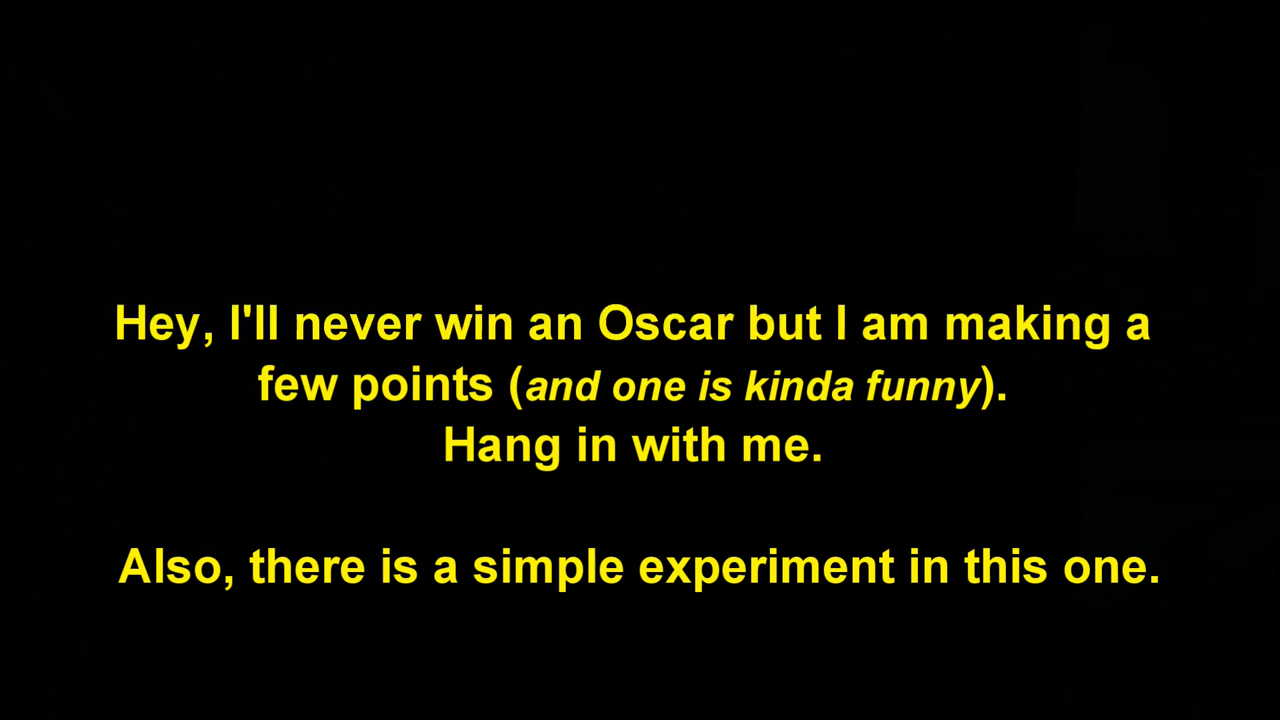 Hey, I'll never win an Oscar but I am making a
few points (and one is kinda funny).
Hang in with me.
Also, there is a simple experiment in this one.